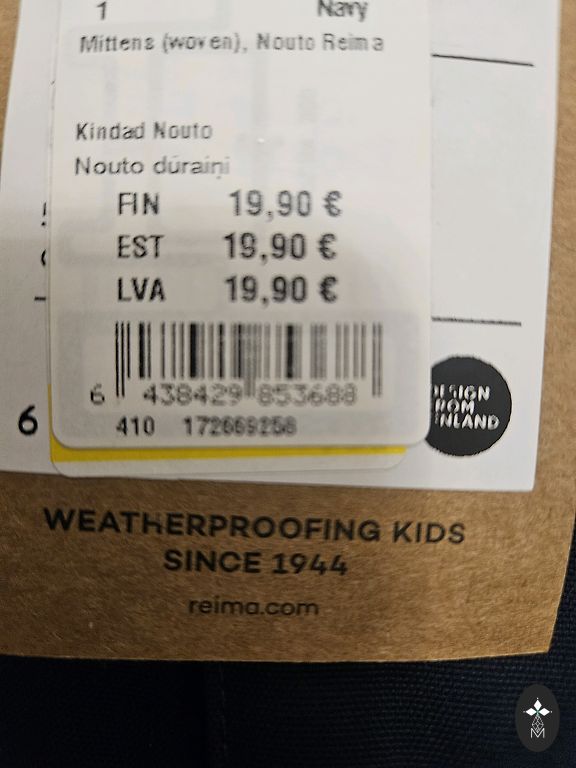 1 Navy
Mittens (woven), Nouto Reima
Kindad Nouto
Nouto dūraiņi
FIN 19,90 €
EST 19,90 €
LVA 19,90 €
6 438429 853688
410 172669258
6
DESIGN
FROM
FINLAND
WEATHERPROOFING KIDS
SINCE 1944
reima.com
M